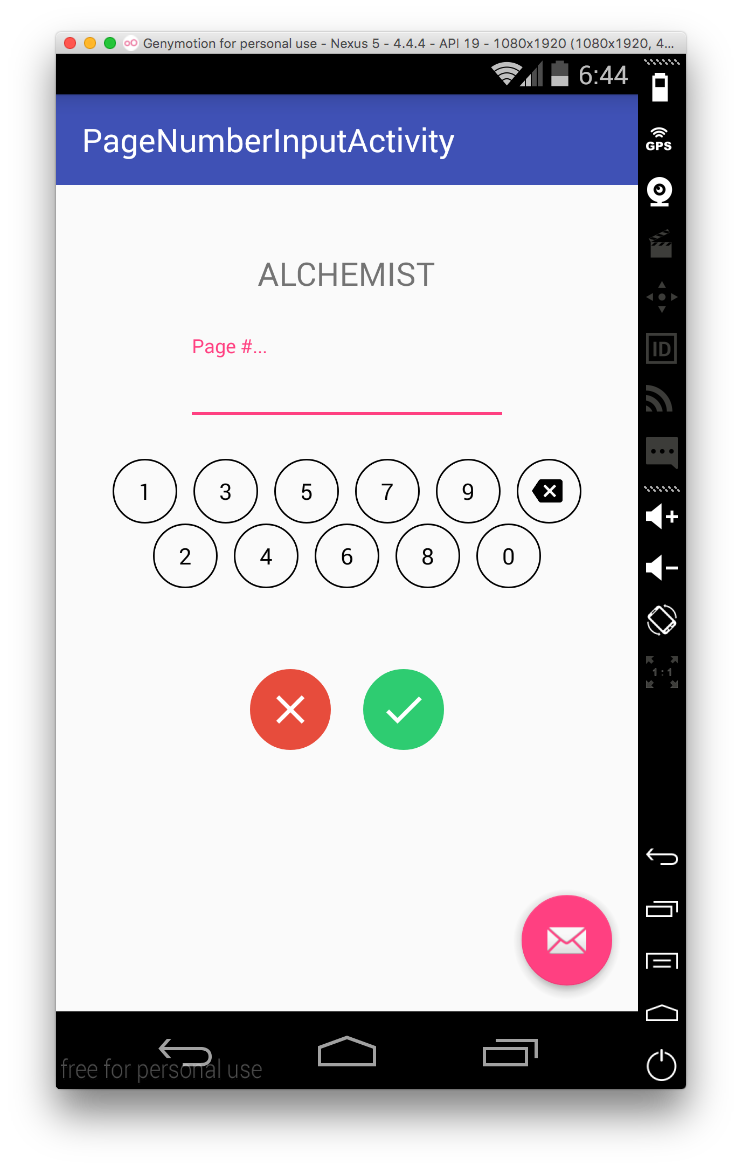 Genymotion for personal use - Nexus 5 - 4.4.4 - API 19 - 1080x1920 (1080x1920, 4...
6:44
PageNumberInputActivity
GPS
ALCHEMIST
Page #...
ID
1 3 5 7 9
2 4 6 8 0
1:1
free for personal use